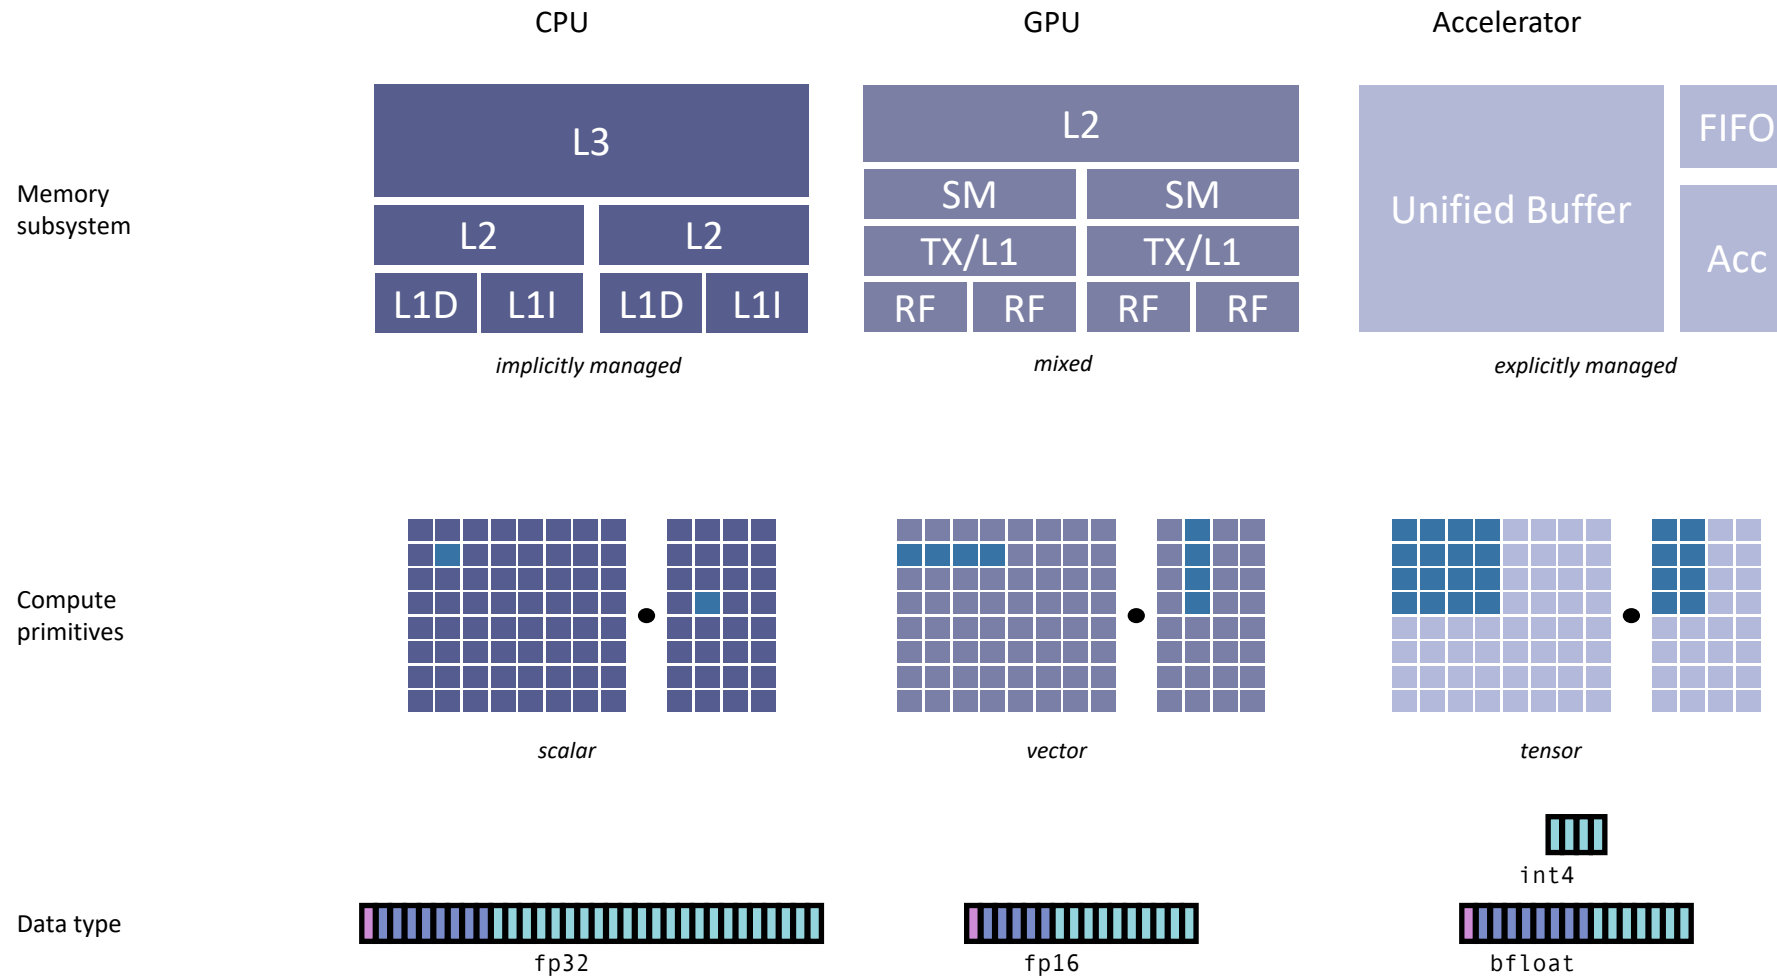 CPU
GPU
Accelerator
Memory
subsystem
L3
L2
L2
L1D
L1I
L1D
L1I
implicitly managed
L2
SM
SM
TX/L1
TX/L1
RF
RF
RF
RF
mixed
Unified Buffer
FIFO
Acc
explicitly managed
Compute
primitives
scalar
vector
tensor
Data type
fp32
fp16
int4
bfloat